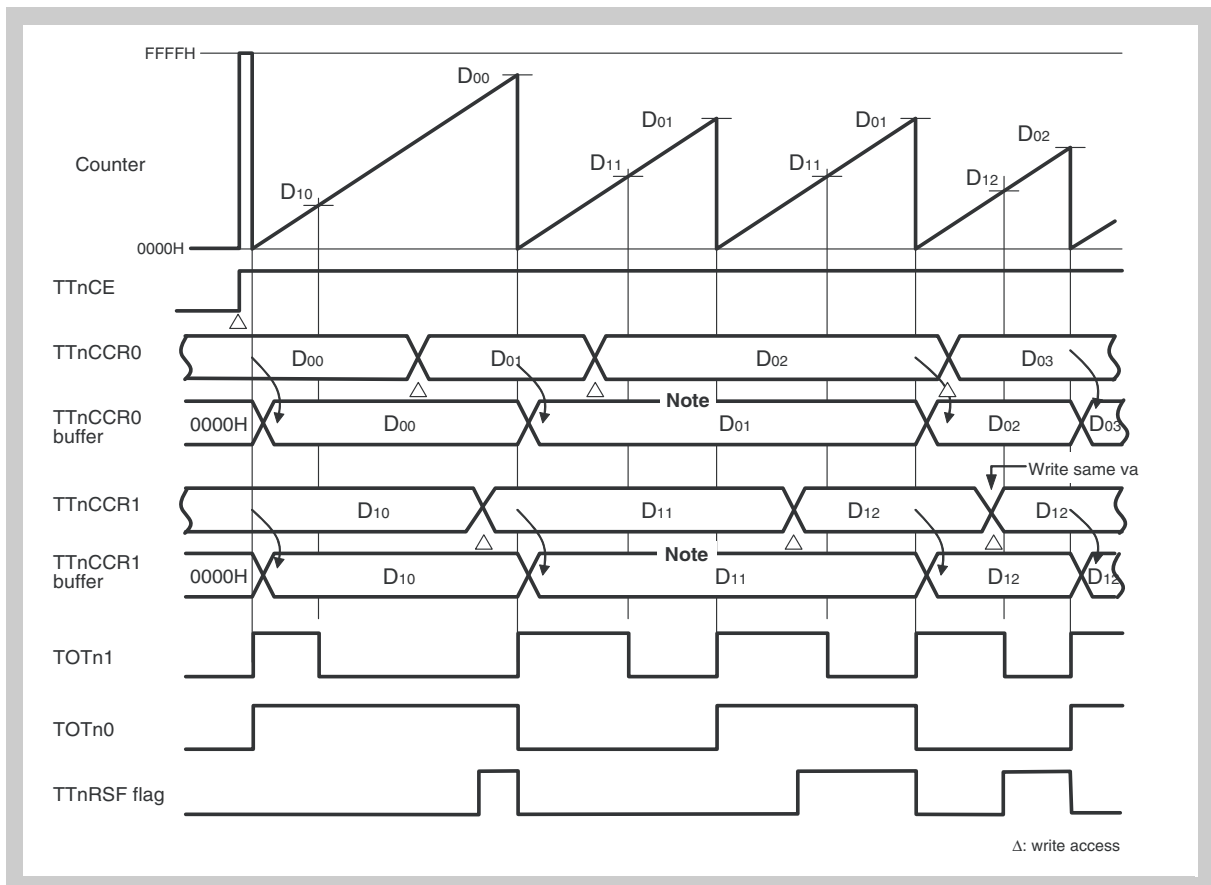 FFFFH
D00
D01
D01
D02
Counter
D11
D11
D12
D10
0000H
TTnCE
Δ
TTnCCR0
D00
D01
D02
D03
Δ
Δ
Δ
TTnCCR0
buffer
0000H
D00
Note
D01
D02
D03
Write same va
TTnCCR1
D10
D11
D12
D12
Δ
Δ
Δ
TTnCCR1
buffer
0000H
D10
Note
D11
D12
D12
TOTn1
TOTn0
TTnRSF flag
Δ: write access